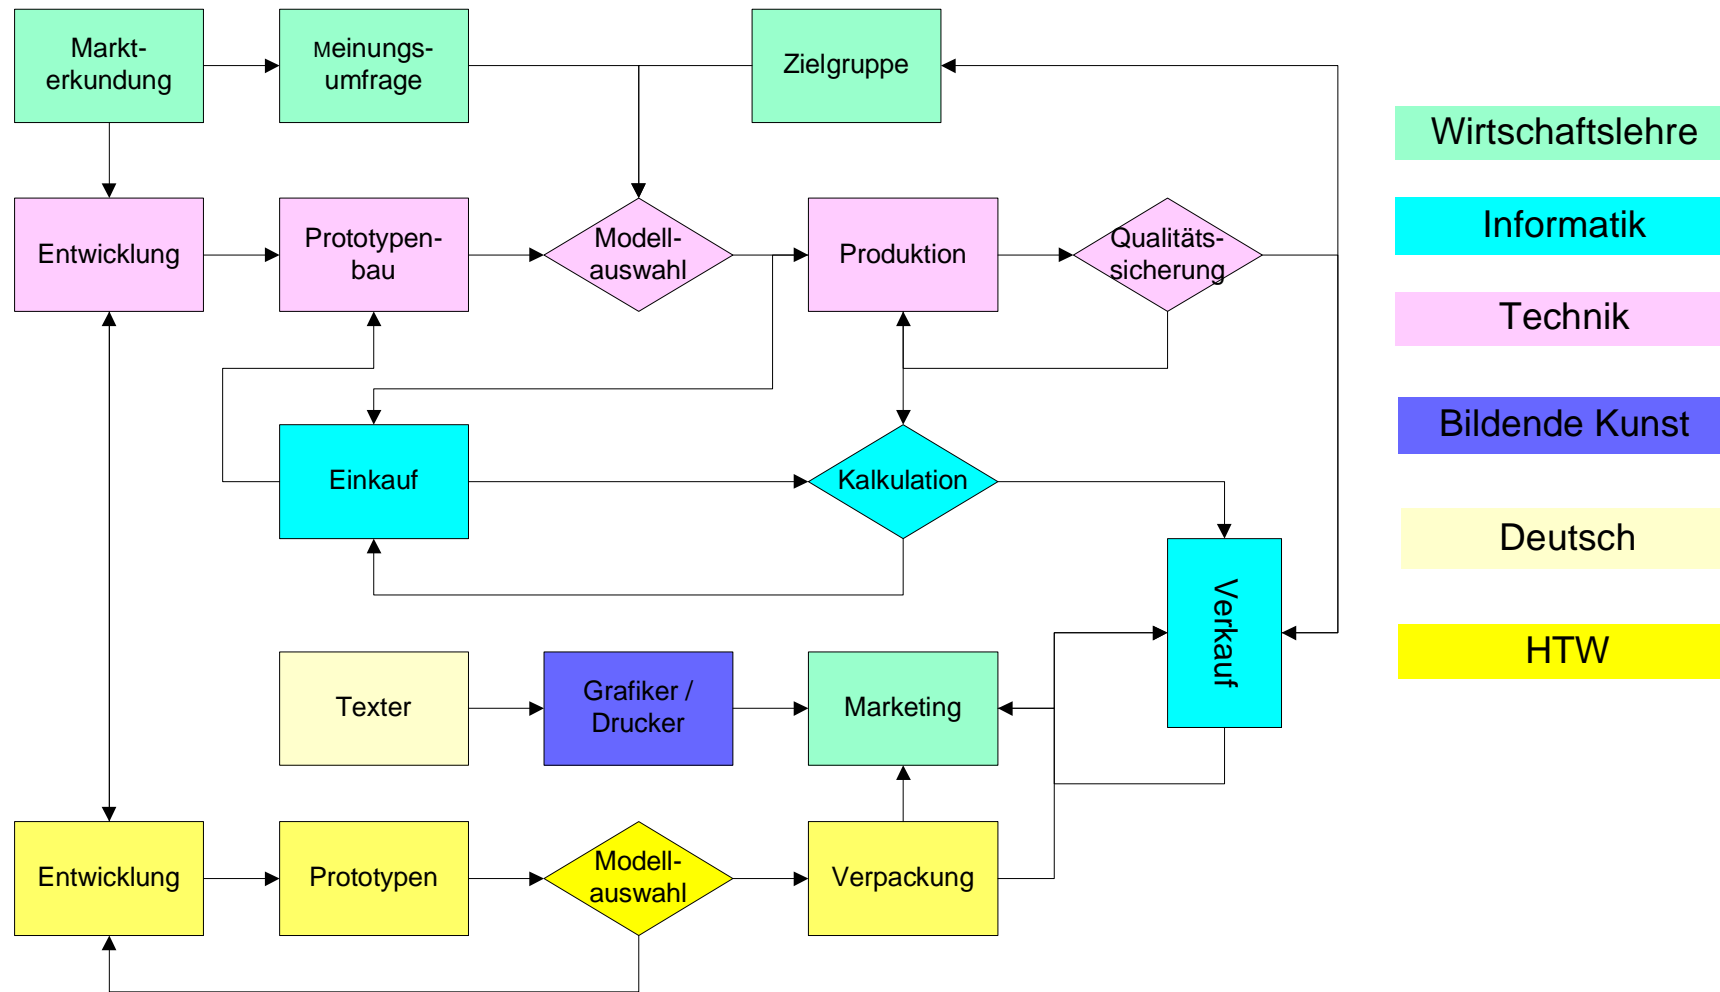 Markt-
erkundung
Meinungs-
umfrage
Zielgruppe
Wirtschaftslehre
Informatik
Entwicklung
Prototypen-
bau
Modell-
auswahl
Produktion
Qualitäts-
sicherung
Technik
Bildende Kunst
Einkauf
Kalkulation
Deutsch
Verkauf
HTW
Texter
Grafiker /
Drucker
Marketing
Entwicklung
Prototypen
Modell-
auswahl
Verpackung